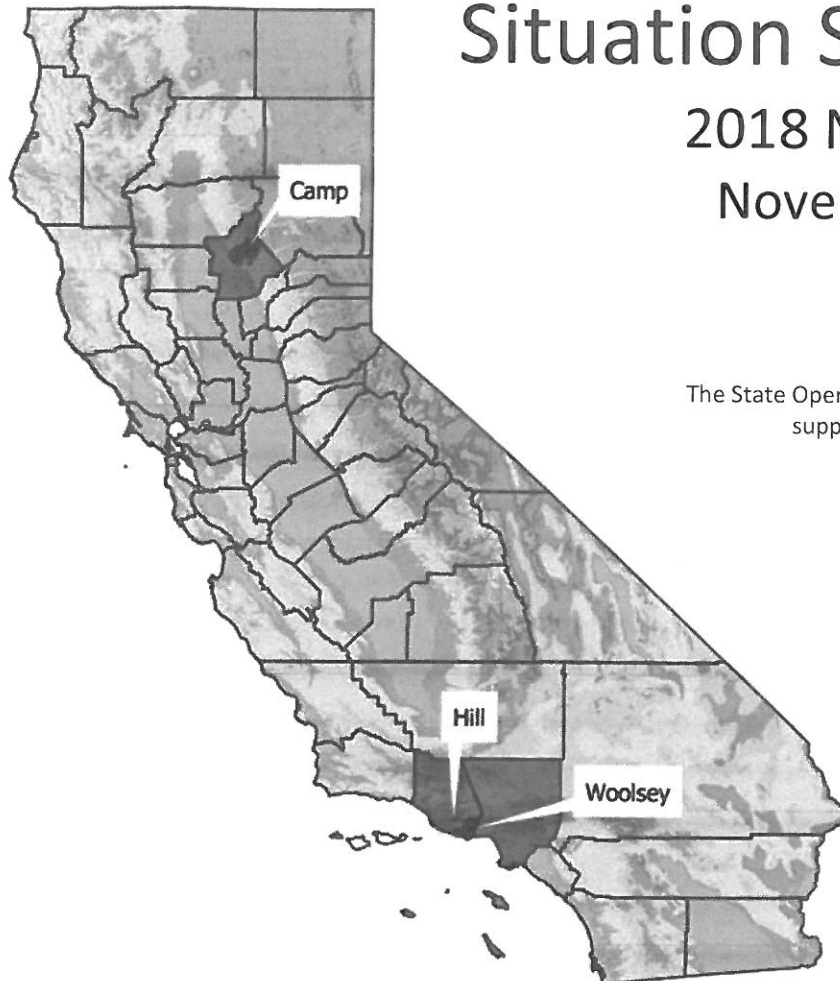 Situation S
2018 N
Nove
Camp
The State Oper
supp
Hill
Woolsey